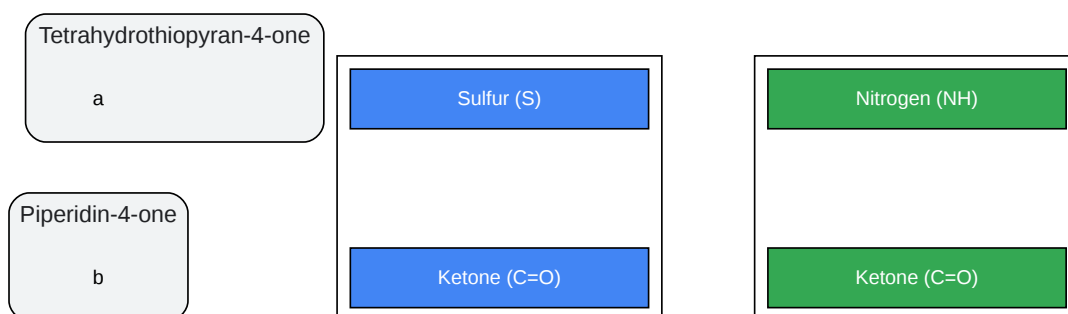 Tetrahydrothiopyran-4-one
a
Sulfur (S)
Nitrogen (NH)
Piperidin-4-one
b
Ketone (C=O)
Ketone (C=O)